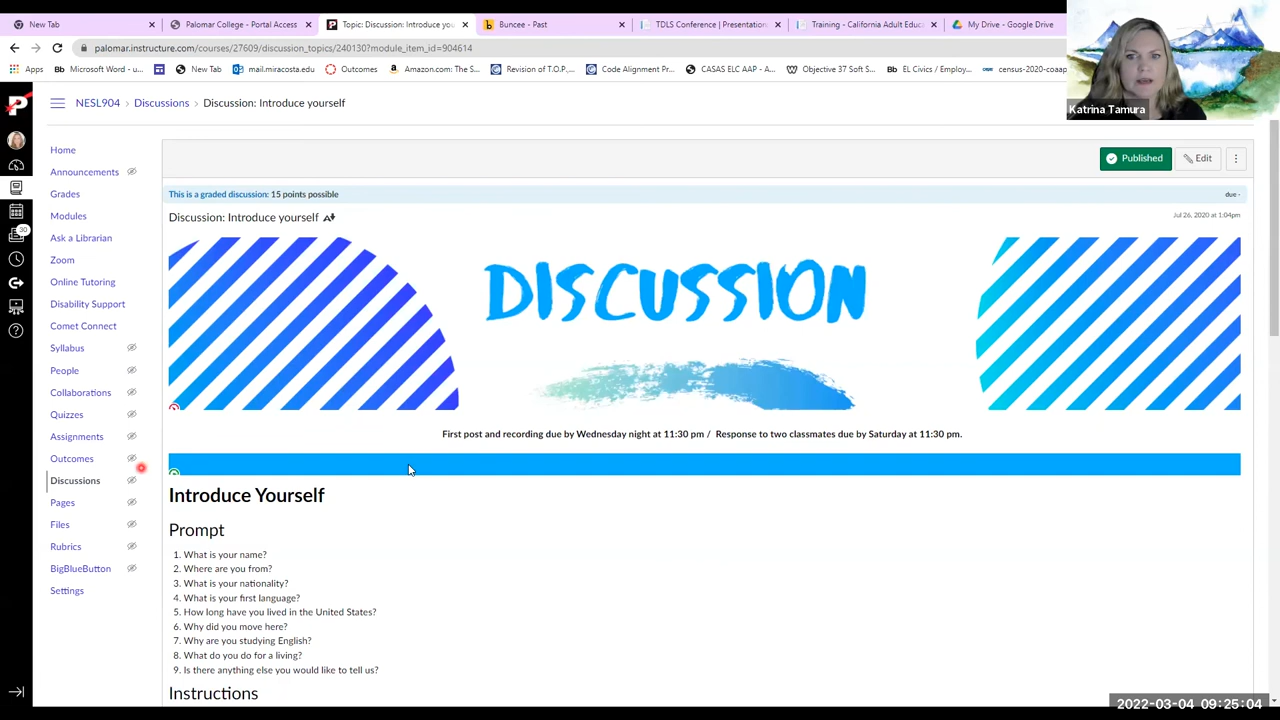 New Tab
Palomar College - Portal Access
Topic: Discussion: Introduce you
Buncee - Past
TDLS Conference | Presentation
Training - California Adult Educ
My Drive - Google Drive
palomar.instructure.com/courses/27609/discussion_topics/240130?module_item_id=904614
Apps
Microsoft Word - u...
New Tab
mail.miracosta.edu
Outcomes
Amazon.com: The S...
Revision of T.O.P....
Code Alignment Pr...
CASAS ELC AAP - A...
Objective 37 Soft S...
EL Civics / Employ...
census-2020-coaap
Katrina Tamura
NESL904 › Discussions › Discussion: Introduce yourself
Home
Announcements
Grades
Modules
Ask a Librarian
Zoom
Online Tutoring
Disability Support
Comet Connect
Syllabus
People
Collaborations
Quizzes
Assignments
Outcomes
Discussions
Pages
Files
Rubrics
BigBlueButton
Settings
30
Published
Edit
This is a graded discussion: 15 points possible
due -
Discussion: Introduce yourself
Jul 26, 2020 at 1:04pm
DISCUSSION
First post and recording due by Wednesday night at 11:30 pm / Response to two classmates due by Saturday at 11:30 pm.
Introduce Yourself
Prompt
1. What is your name?
2. Where are you from?
3. What is your nationality?
4. What is your first language?
5. How long have you lived in the United States?
6. Why did you move here?
7. Why are you studying English?
8. What do you do for a living?
9. Is there anything else you would like to tell us?
Instructions
2022-03-04 09:25:04